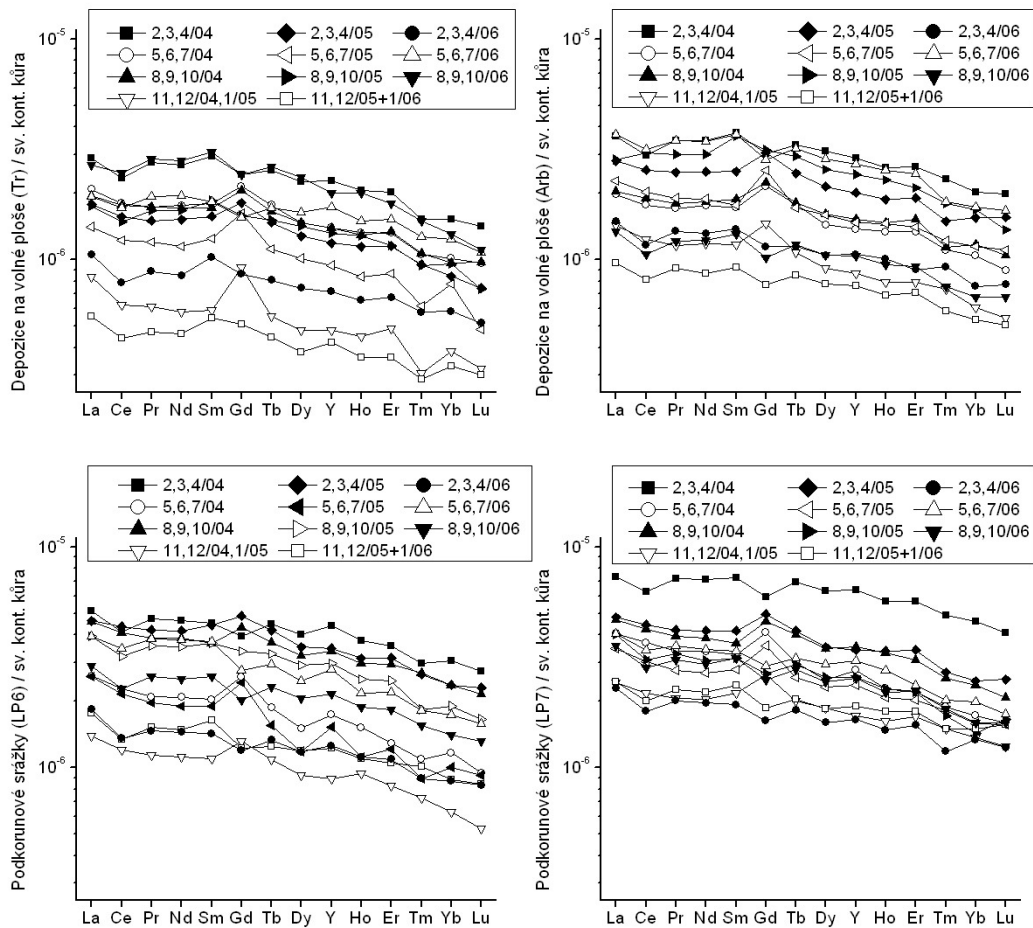 Depozice na volné ploše (Tr) / sv. kont. kůra
10-5
10-6
2,3,4/04 2,3,4/05 2,3,4/06
5,6,7/04 5,6,7/05 5,6,7/06
8,9,10/04 8,9,10/05 8,9,10/06
11,12/04,1/05 11,12/05+1/06
La Ce Pr Nd Sm Gd Tb Dy Y Ho Er Tm Yb Lu
Depozice na volné ploše (Arb) / sv. kont. kůra
10-5
10-6
2,3,4/04 2,3,4/05 2,3,4/06
5,6,7/04 5,6,7/05 5,6,7/06
8,9,10/04 8,9,10/05 8,9,10/06
11,12/04,1/05 11,12/05+1/06
La Ce Pr Nd Sm Gd Tb Dy Y Ho Er Tm Yb Lu
Podkorunové srážky (LP6) / sv. kont. kůra
10-5
10-6
2,3,4/04 2,3,4/05 2,3,4/06
5,6,7/04 5,6,7/05 5,6,7/06
8,9,10/04 8,9,10/05 8,9,10/06
11,12/04,1/05 11,12/05+1/06
La Ce Pr Nd Sm Gd Tb Dy Y Ho Er Tm Yb Lu
Podkorunové srážky (LP7) / sv. kont. kůra
10-5
10-6
2,3,4/04 2,3,4/05 2,3,4/06
5,6,7/04 5,6,7/05 5,6,7/06
8,9,10/04 8,9,10/05 8,9,10/06
11,12/04,1/05 11,12/05+1/06
La Ce Pr Nd Sm Gd Tb Dy Y Ho Er Tm Yb Lu